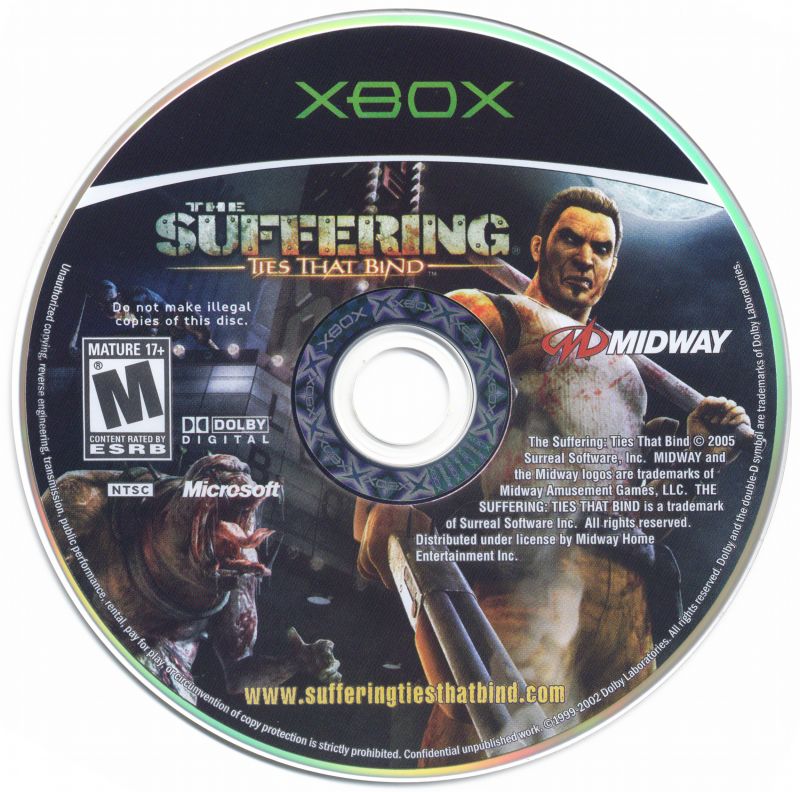 XBOX
THE
SUFFERING®
TIES THAT BIND™
Do not make illegal
copies of this disc.
MATURE 17+
M®
CONTENT RATED BY
ESRB
DOLBY
DIGITAL
NTSC
Microsoft®
XBOX
MIDWAY
The Suffering: Ties That Bind © 2005
Surreal Software, Inc. MIDWAY and
the Midway logos are trademarks of
Midway Amusement Games, LLC. THE
SUFFERING: TIES THAT BIND is a trademark
of Surreal Software Inc. All rights reserved.
Distributed under license by Midway Home
Entertainment Inc.
www.sufferingtiesthatbind.com
Unauthorized copying, reverse engineering, transmission, public performance, rental, pay for play, or circumvention of copy protection is strictly prohibited. Confidential unpublished work. ©1999-2002 Dolby Laboratories. All rights reserved. Dolby and the double-D symbol are trademarks of Dolby Laboratories.